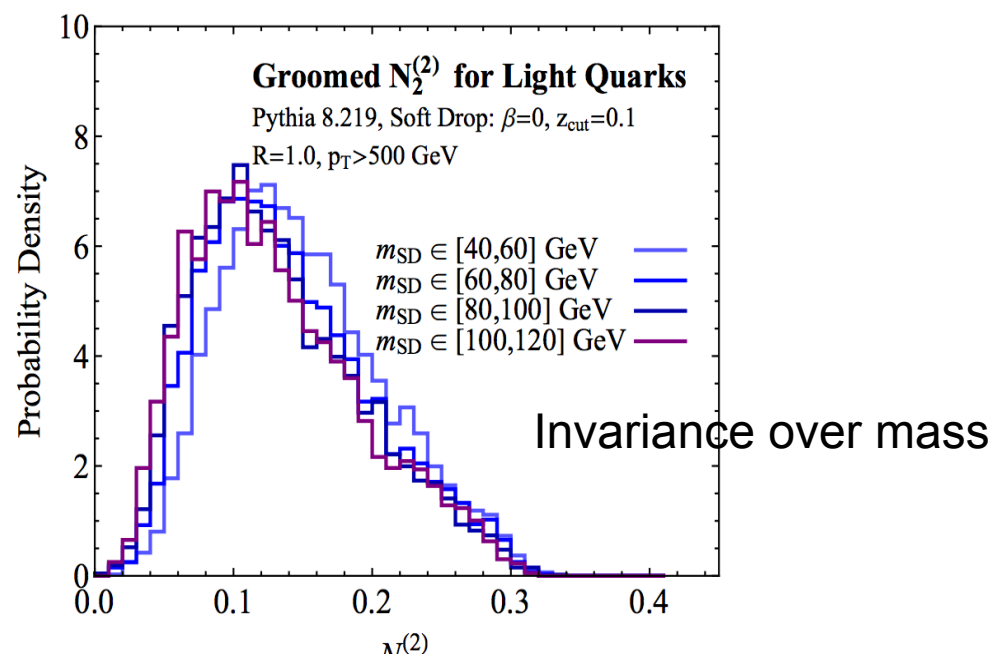 10
Groomed N₂⁽²⁾ for Light Quarks
Pythia 8.219, Soft Drop: β=0, z_cut=0.1
8
R=1.0, p_T>500 GeV
Probability Density
6
m_SD ∈ [40,60] GeV
m_SD ∈ [60,80] GeV
m_SD ∈ [80,100] GeV
m_SD ∈ [100,120] GeV
4
Invariance over mass
2
0
0.0 0.1 0.2 0.3 0.4
N⁽²⁾